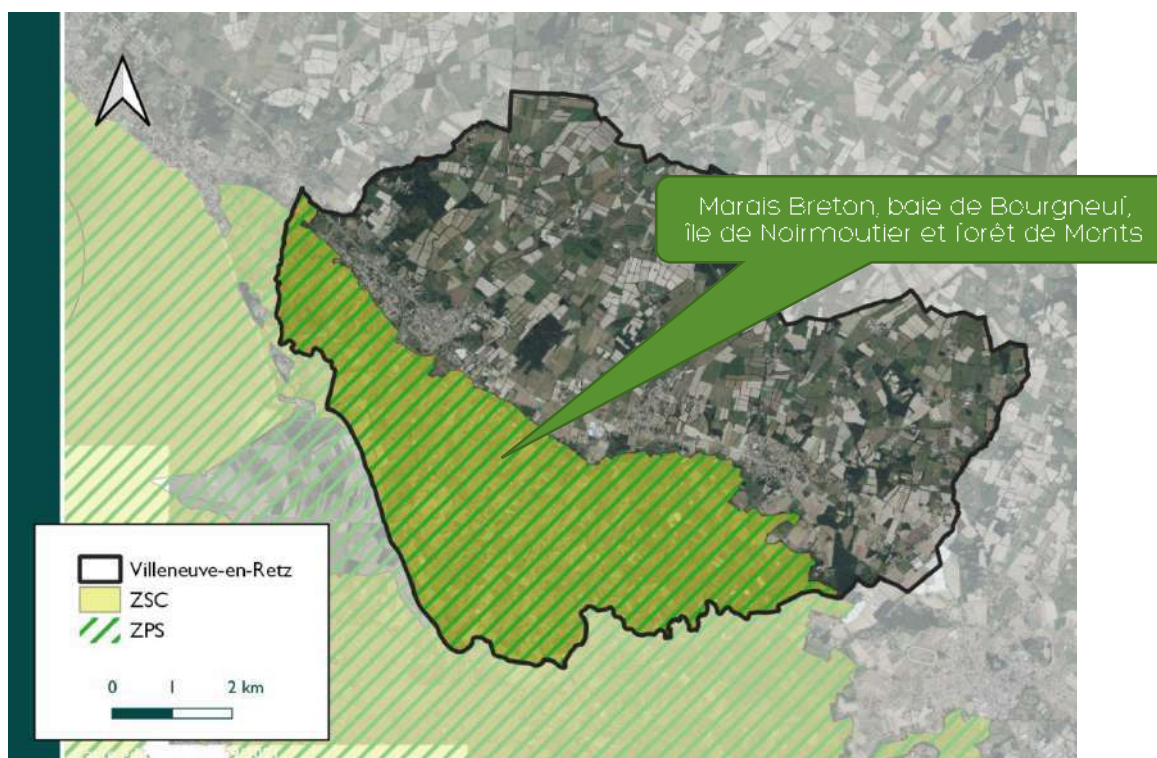 Marais Breton, baie de Bourgneuf,
île de Noirmoutier et forêt de Monts
Villeneuve-en-Retz
ZSC
ZPS
0 1 2 km